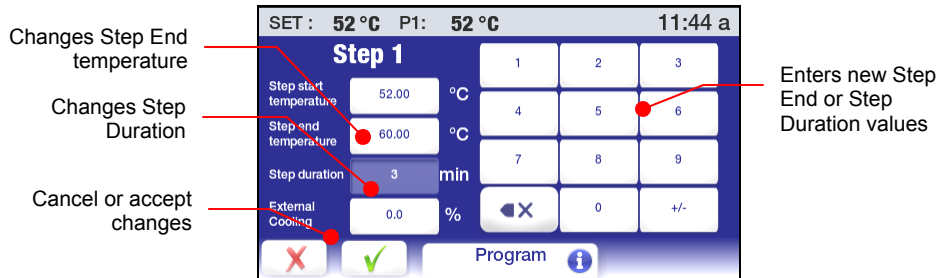 SET : 52 °C P1: 52 °C 11:44 a
Changes Step End
temperature
Changes Step
Duration
Cancel or accept
changes
Step 1
Step start
temperature
52.00 °C
Step end
temperature
60.00 °C
Step duration 3 min
External
Cooling
0.0 %
1 2 3
4 5 6
7 8 9
X 0 +/-
Program i
Enters new Step
End or Step
Duration values